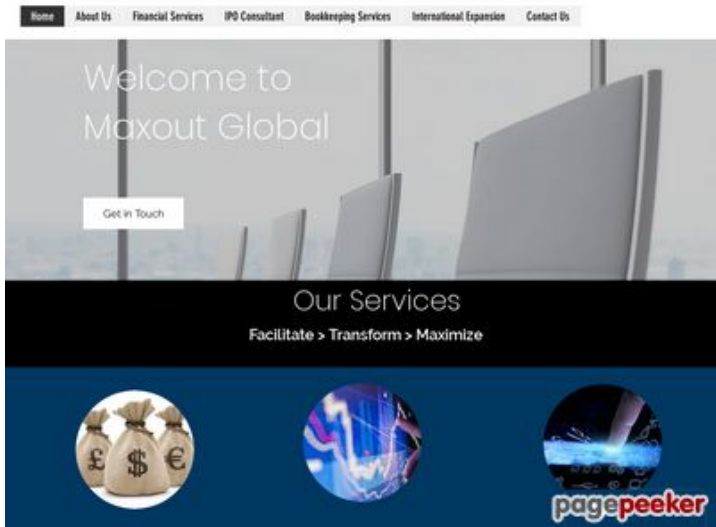 Home About Us Financial Services IPO Consultant Bookkeeping Services International Expansion Contact Us
Welcome to
Maxout Global
Get in Touch
Our Services
Facilitate > Transform > Maximize
£ $ €
pagepeeker